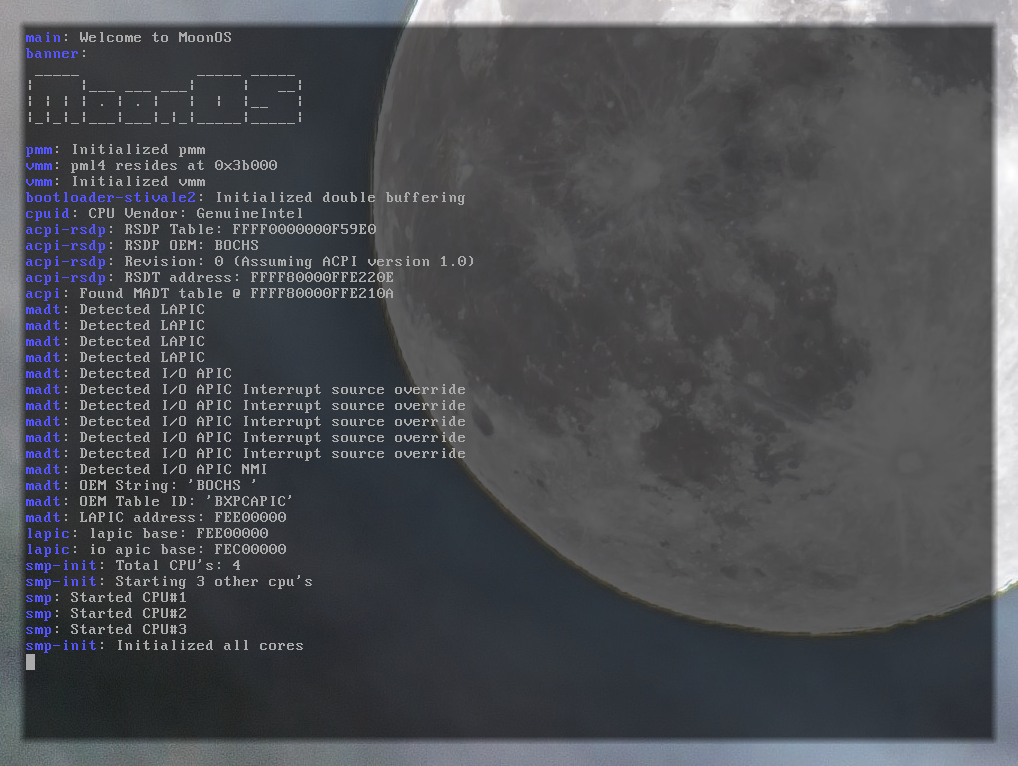 main: Welcome to MoonOS
banner:
 _____             _____ _____
|     |___ ___ ___|     |   __|
| | | | . | . |   |  |  |__   |
|_|_|_|___|___|_|_|_____|_____|
pmm: Initialized pmm
vmm: pml4 resides at 0x3b000
vmm: Initialized vmm
bootloader-stivale2: Initialized double buffering
cpuid: CPU Vendor: GenuineIntel
acpi-rsdp: RSDP Table: FFFF0000000F59E0
acpi-rsdp: RSDP OEM: BOCHS
acpi-rsdp: Revision: 0 (Assuming ACPI version 1.0)
acpi-rsdp: RSDT address: FFFF80000FFE220E
acpi: Found MADT table @ FFFF80000FFE210A
madt: Detected LAPIC
madt: Detected LAPIC
madt: Detected LAPIC
madt: Detected LAPIC
madt: Detected I/O APIC
madt: Detected I/O APIC Interrupt source override
madt: Detected I/O APIC Interrupt source override
madt: Detected I/O APIC Interrupt source override
madt: Detected I/O APIC Interrupt source override
madt: Detected I/O APIC Interrupt source override
madt: Detected I/O APIC NMI
madt: OEM String: 'BOCHS '
madt: OEM Table ID: 'BXPCAPIC'
madt: LAPIC address: FEE00000
lapic: lapic base: FEE00000
lapic: io apic base: FEC00000
smp-init: Total CPU's: 4
smp-init: Starting 3 other cpu's
smp: Started CPU#1
smp: Started CPU#2
smp: Started CPU#3
smp-init: Initialized all cores